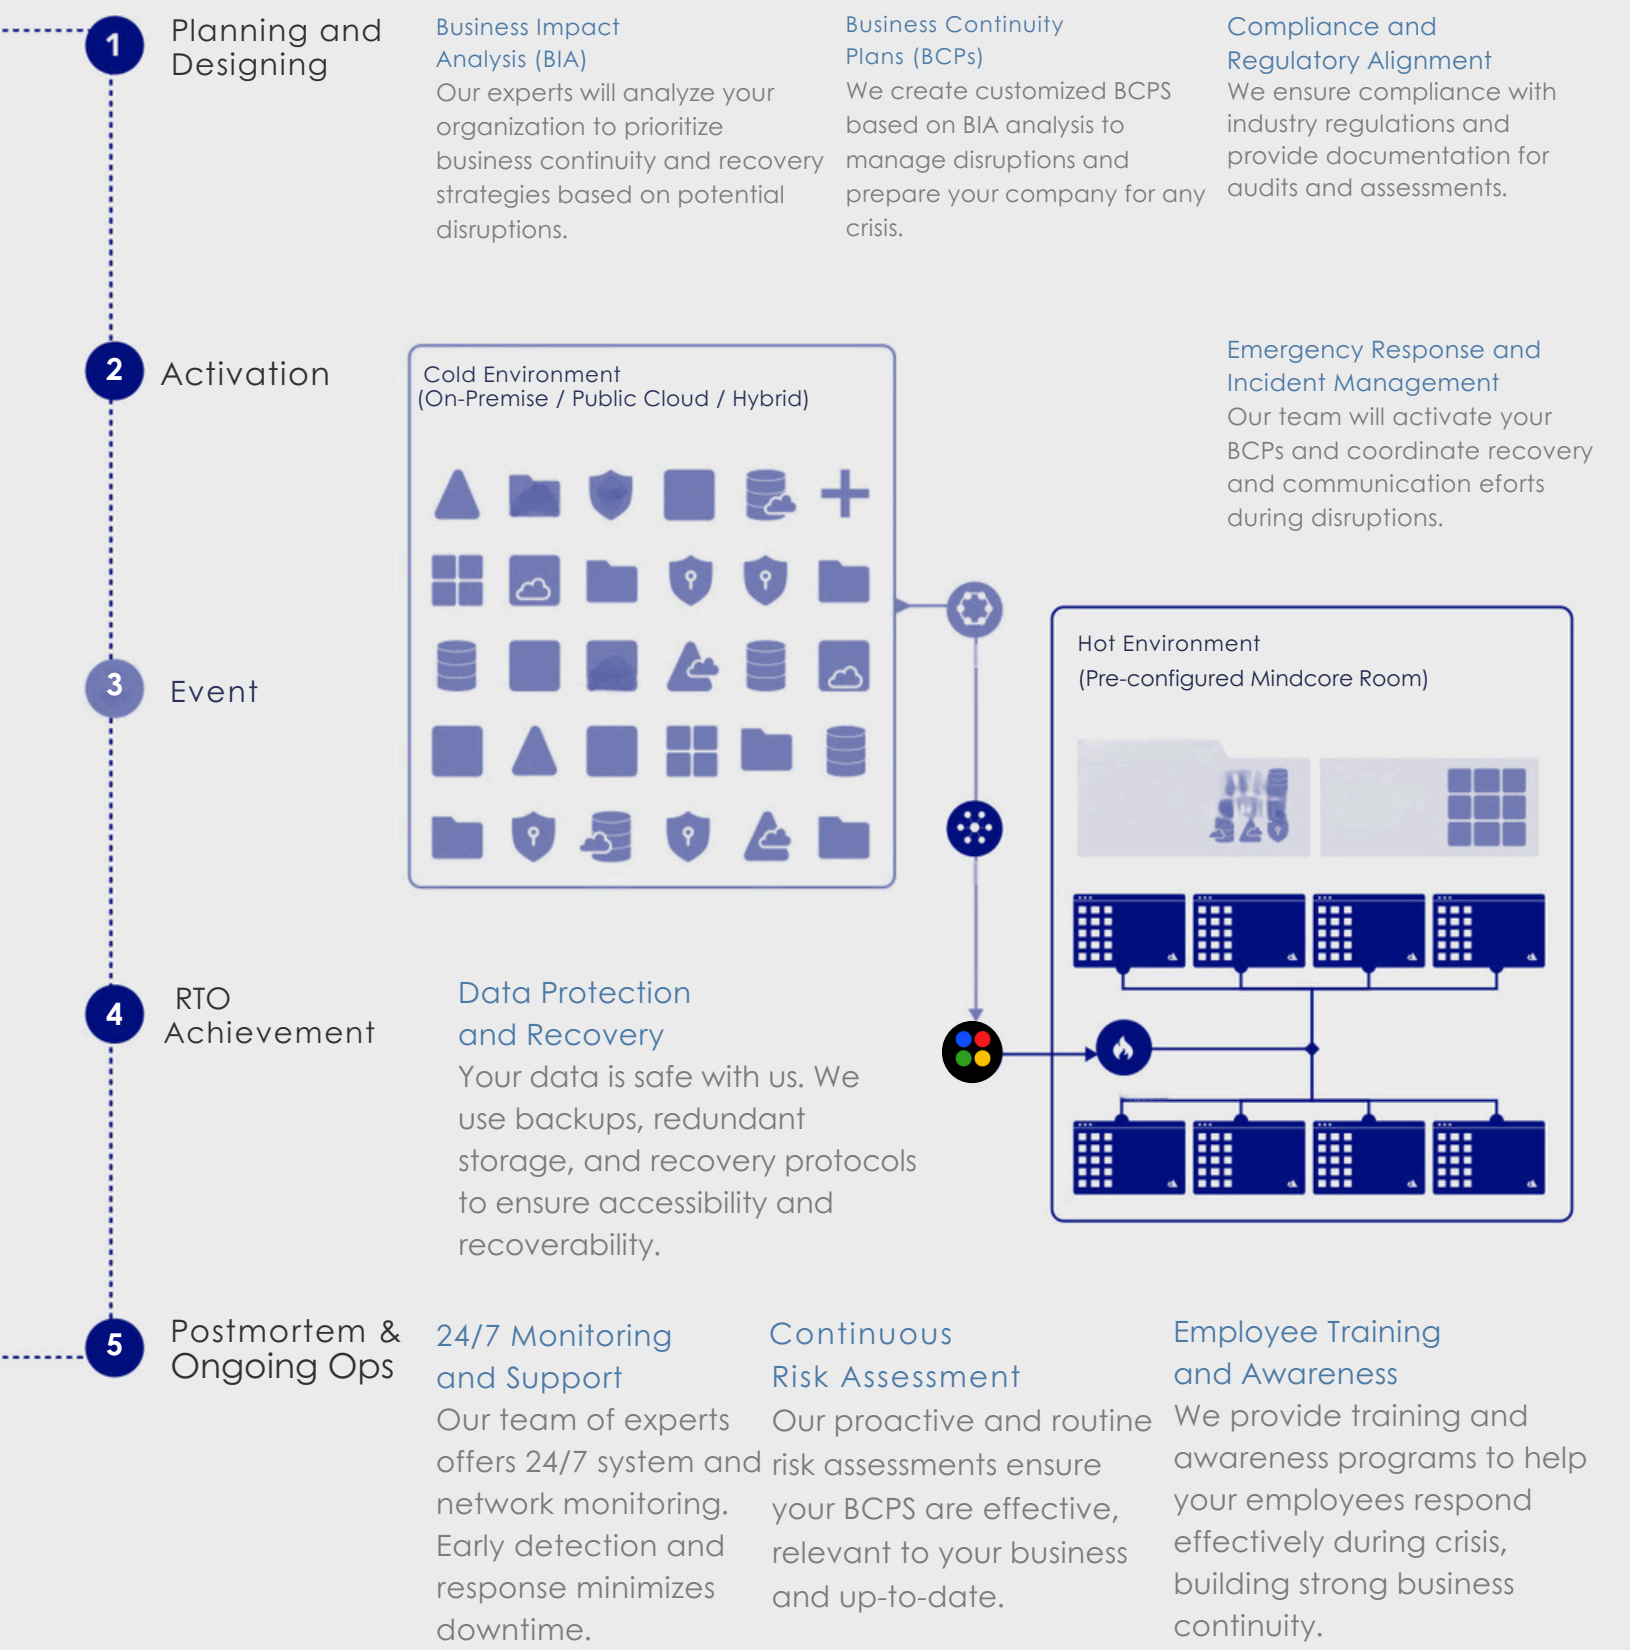 1
Planning and
Designing
Business Impact
Analysis (BIA)
Our experts will analyze your
organization to prioritize
business continuity and recovery
strategies based on potential
disruptions.
Business Continuity
Plans (BCPs)
We create customized BCPS
based on BIA analysis to
manage disruptions and
prepare your company for any
crisis.
Compliance and
Regulatory Alignment
We ensure compliance with
industry regulations and
provide documentation for
audits and assessments.
2
Activation
Cold Environment
(On-Premise / Public Cloud / Hybrid)
Emergency Response and
Incident Management
Our team will activate your
BCPs and coordinate recovery
and communication eforts
during disruptions.
3
Event
Hot Environment
(Pre-configured Mindcore Room)
4
RTO
Achievement
Data Protection
and Recovery
Your data is safe with us. We
use backups, redundant
storage, and recovery protocols
to ensure accessibility and
recoverability.
5
Postmortem &
Ongoing Ops
24/7 Monitoring
and Support
Our team of experts
offers 24/7 system and
network monitoring.
Early detection and
response minimizes
downtime.
Continuous
Risk Assessment
Our proactive and routine
risk assessments ensure
your BCPS are effective,
relevant to your business
and up-to-date.
Employee Training
and Awareness
We provide training and
awareness programs to help
your employees respond
effectively during crisis,
building strong business
continuity.